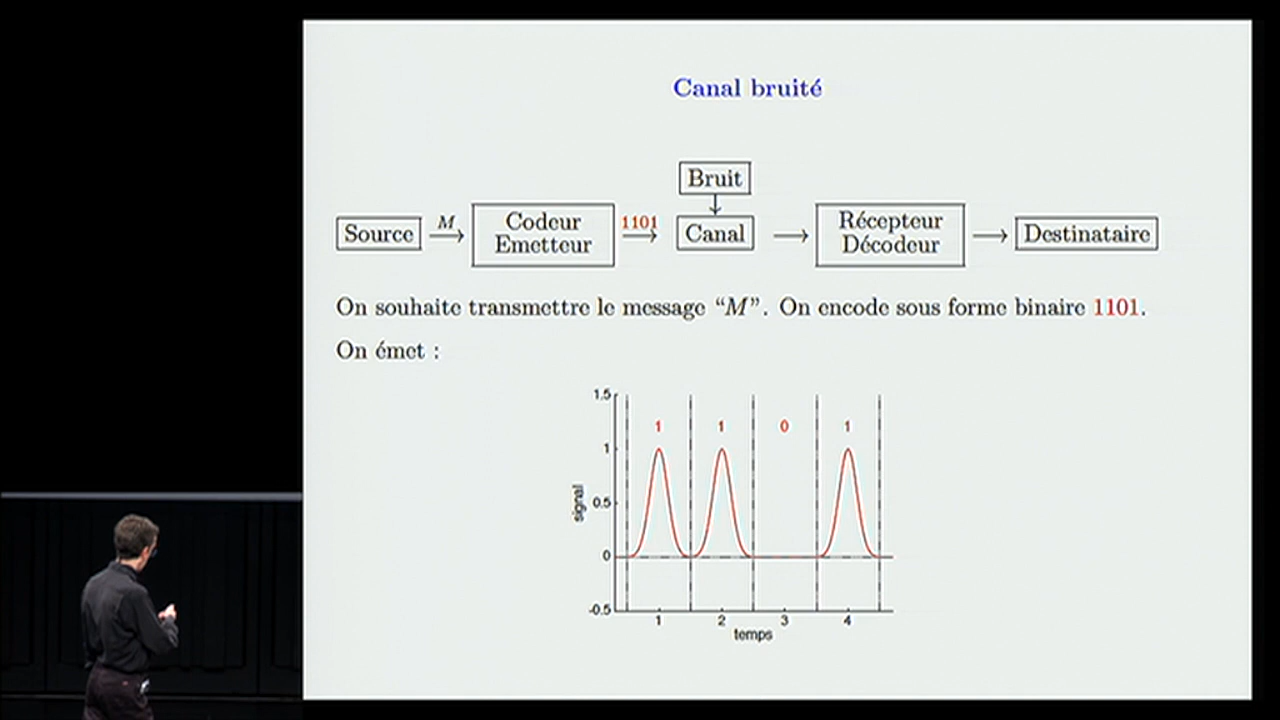 Canal bruité
Bruit
Source
M
Codeur
Emetteur
1101
Canal
Récepteur
Décodeur
Destinataire
On souhaite transmettre le message “M”. On encode sous forme binaire 1101.
On émet :
1.5
1
0.5
0
-0.5
signal
1 1 0 1
1 2 3 4
temps